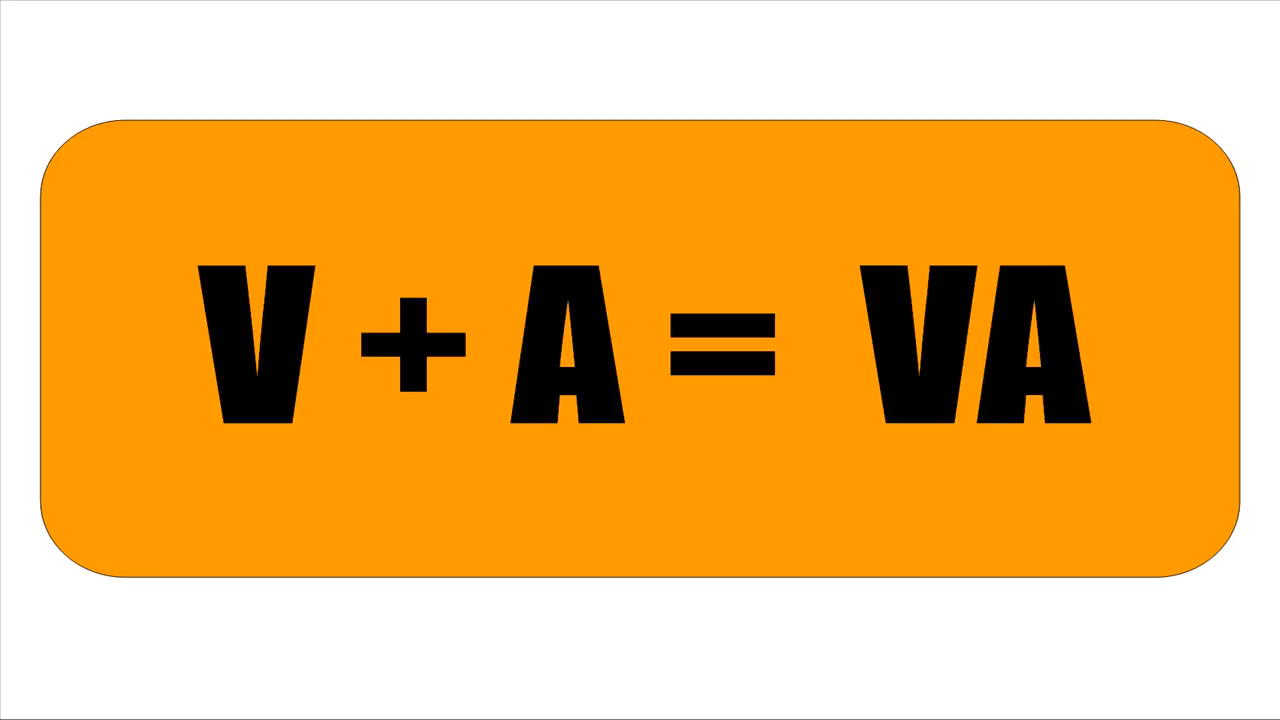 V + A = VA